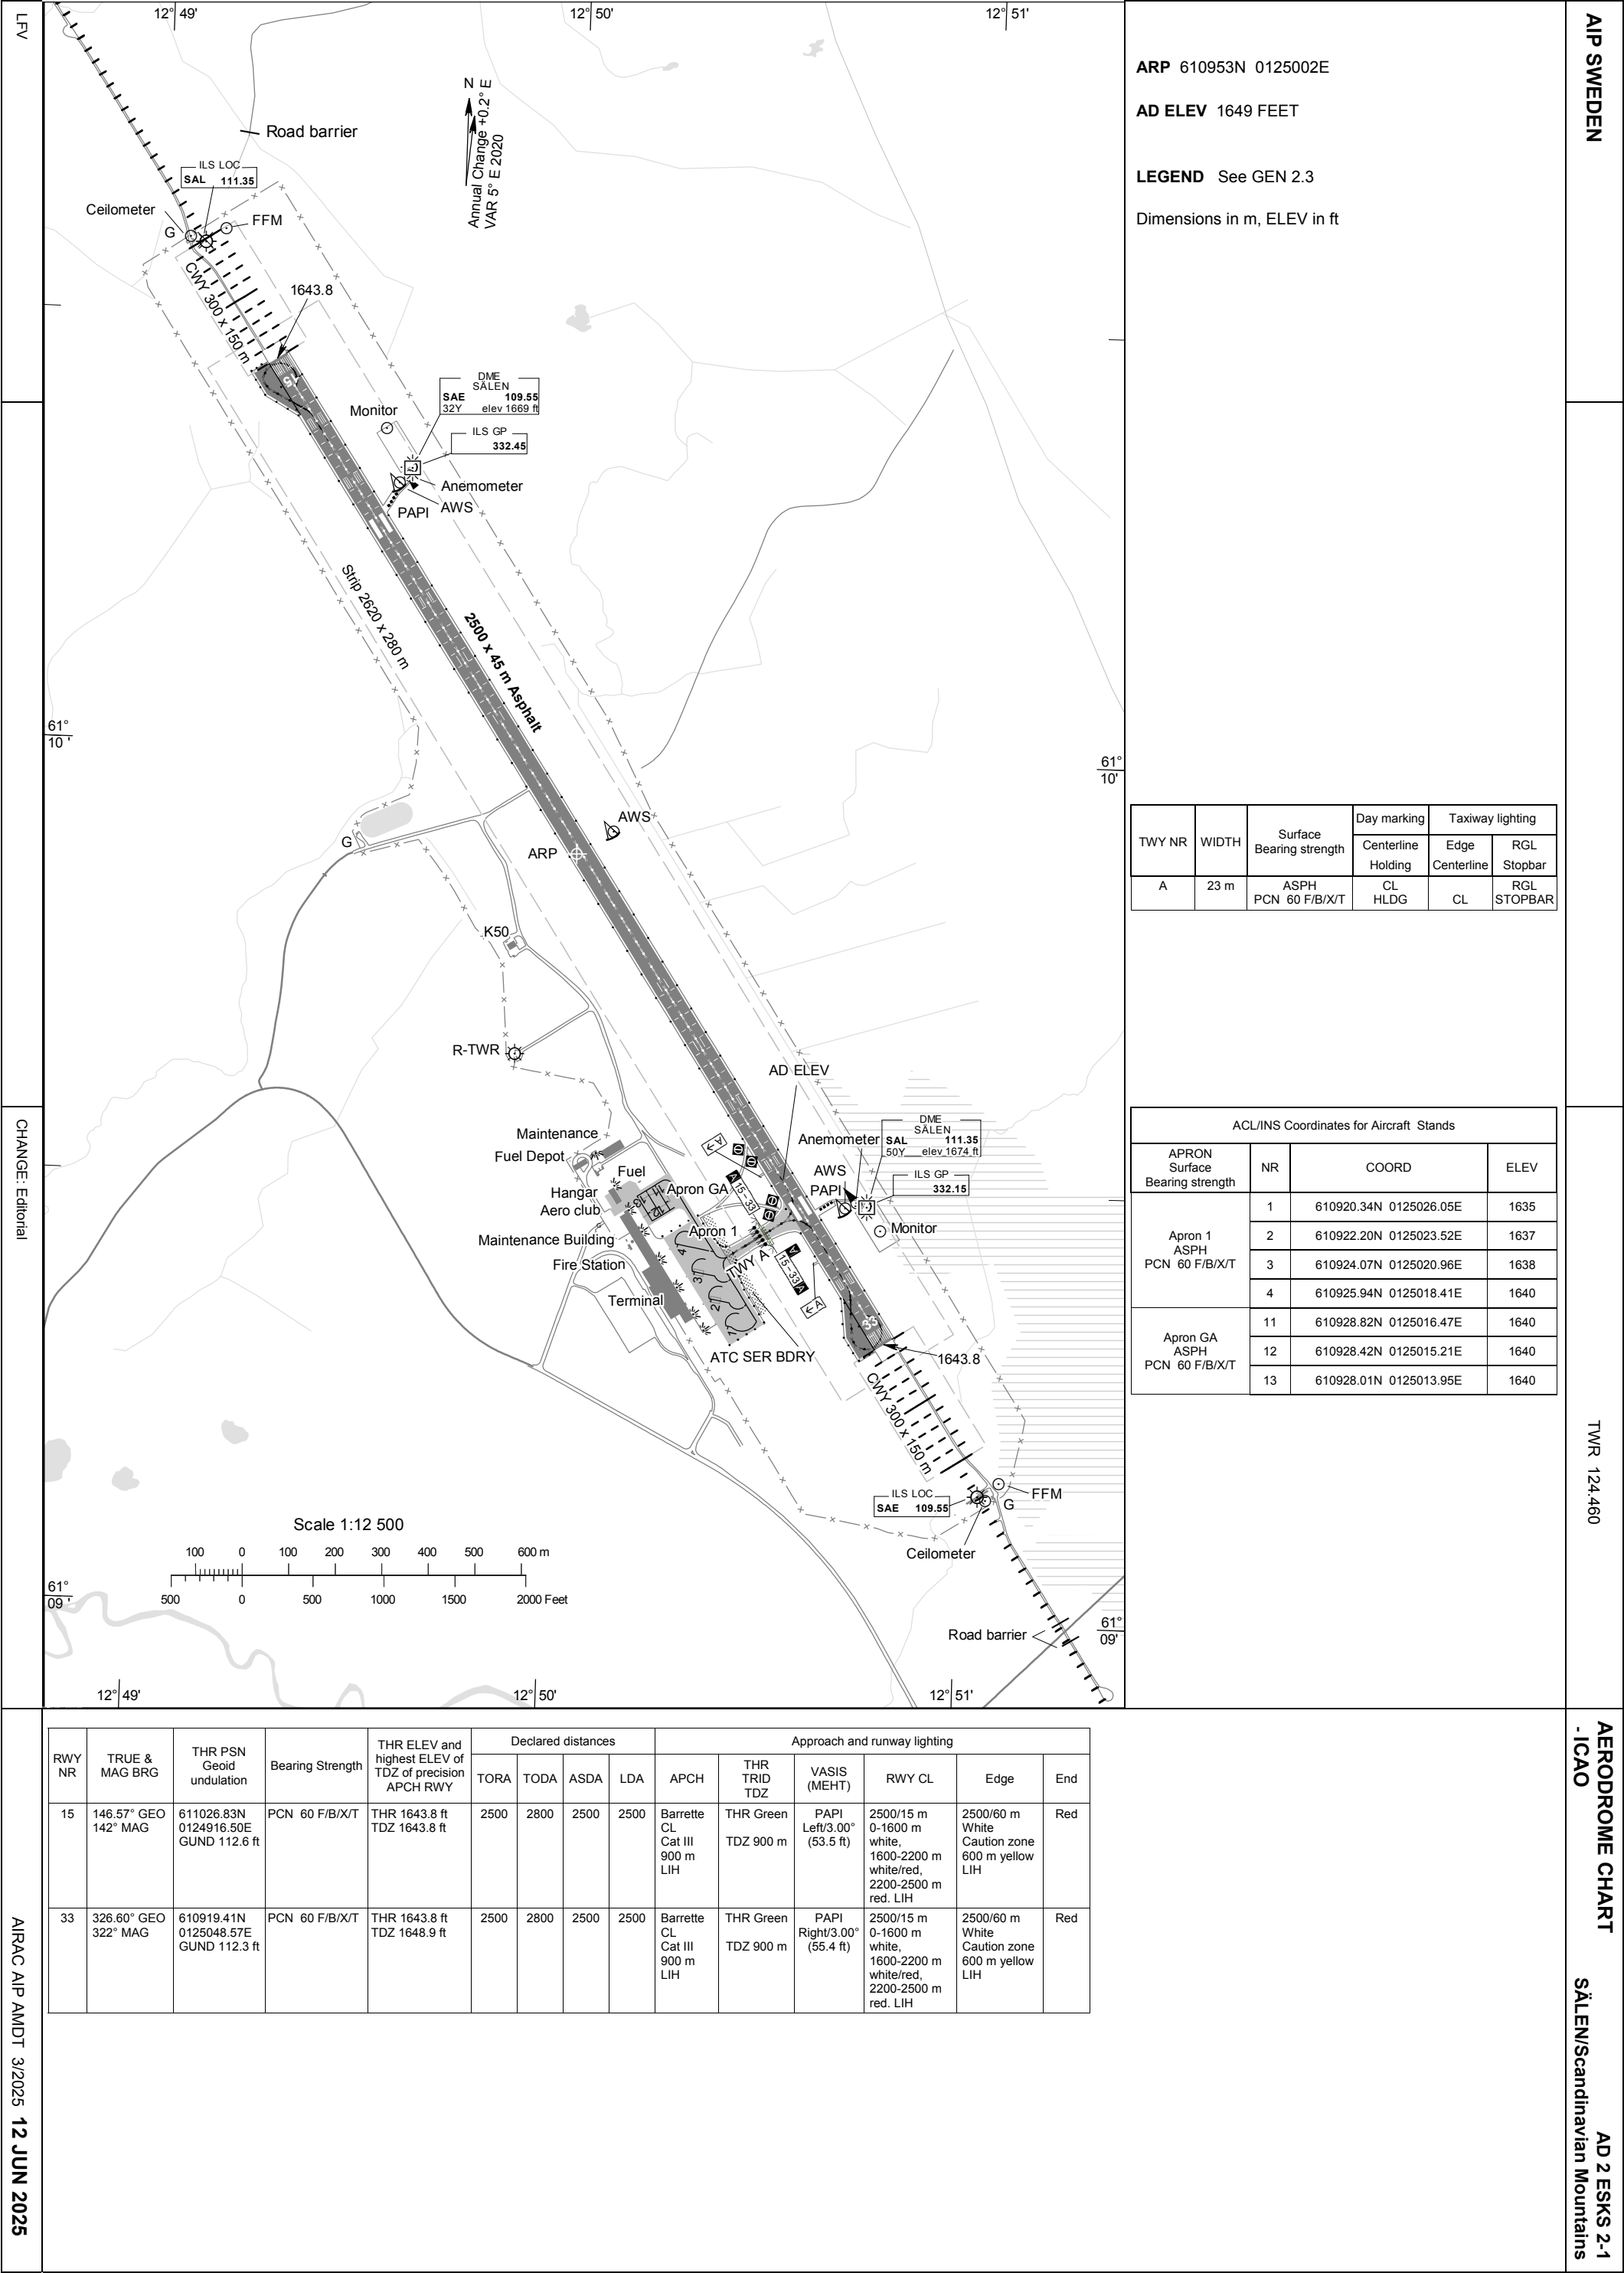 AIP SWEDEN
AERODROME CHART
- ICAO
AD 2 ESKS 2-1
SÄLEN/Scandinavian Mountains
TWR 124.460
LFV
CHANGE: Editorial
AIRAC AIP AMDT 3/2025 12 JUN 2025
ARP 610953N 0125002E
AD ELEV 1649 FEET
LEGEND See GEN 2.3
Dimensions in m, ELEV in ft
12° 49'
12° 50'
12° 51'
N
Annual Change +0.2° E
VAR 5° E 2020
Road barrier
ILS LOC
SAL 111.35
Ceilometer
G
FFM
CWY 300 x 150 m
1643.8
15
DME
SÄLEN
SAE 109.55
32Y elev 1669 ft
Monitor
ILS GP
332.45
Anemometer
PAPI
AWS
Strip 2620 x 280 m
2500 x 45 m Asphalt
61°
10 '
61°
10'
AWS
ARP
G
K50
R-TWR
AD ELEV
DME
SÄLEN
SAL 111.35
50Y elev 1674 ft
Anemometer
AWS
PAPI
ILS GP
332.15
Monitor
Maintenance
Fuel Depot
Fuel
Hangar
Aero club
Apron GA
11
12
13
Maintenance Building
Apron 1
Fire Station
TWY A
Terminal
4
3
2
1
A
A 15-33
15-33 A
A
A
ATC SER BDRY
33
1643.8
CWY 300 x 150 m
ILS LOC
SAE 109.55
FFM
G
Ceilometer
Road barrier
Scale 1:12 500
100 0 100 200 300 400 500 600 m
500 0 500 1000 1500 2000 Feet
61°
09 '
61°
09'
12° 49'
12° 50'
12° 51'
TWY NR WIDTH Surface Bearing strength Day marking Taxiway lighting
Centerline Edge RGL
Holding Centerline Stopbar
A 23 m ASPH CL RGL
PCN 60 F/B/X/T HLDG CL STOPBAR
ACL/INS Coordinates for Aircraft Stands
APRON Surface Bearing strength NR COORD ELEV
Apron 1
ASPH
PCN 60 F/B/X/T
1 610920.34N 0125026.05E 1635
2 610922.20N 0125023.52E 1637
3 610924.07N 0125020.96E 1638
4 610925.94N 0125018.41E 1640
Apron GA
ASPH
PCN 60 F/B/X/T
11 610928.82N 0125016.47E 1640
12 610928.42N 0125015.21E 1640
13 610928.01N 0125013.95E 1640
RWY NR TRUE & MAG BRG THR PSN Geoid undulation Bearing Strength THR ELEV and highest ELEV of TDZ of precision APCH RWY Declared distances Approach and runway lighting
TORA TODA ASDA LDA APCH THR TRID TDZ VASIS (MEHT) RWY CL Edge End
15 146.57° GEO 611026.83N PCN 60 F/B/X/T THR 1643.8 ft 2500 2800 2500 2500 Barrette THR Green PAPI 2500/15 m 2500/60 m Red
142° MAG 0124916.50E TDZ 1643.8 ft CL Left/3.00° 0-1600 m White
GUND 112.6 ft Cat III TDZ 900 m (53.5 ft) white, Caution zone
900 m 1600-2200 m 600 m yellow
LIH white/red, LIH
2200-2500 m
red. LIH
33 326.60° GEO 610919.41N PCN 60 F/B/X/T THR 1643.8 ft 2500 2800 2500 2500 Barrette THR Green PAPI 2500/15 m 2500/60 m Red
322° MAG 0125048.57E TDZ 1648.9 ft CL Right/3.00° 0-1600 m White
GUND 112.3 ft Cat III TDZ 900 m (55.4 ft) white, Caution zone
900 m 1600-2200 m 600 m yellow
LIH white/red, LIH
2200-2500 m
red. LIH